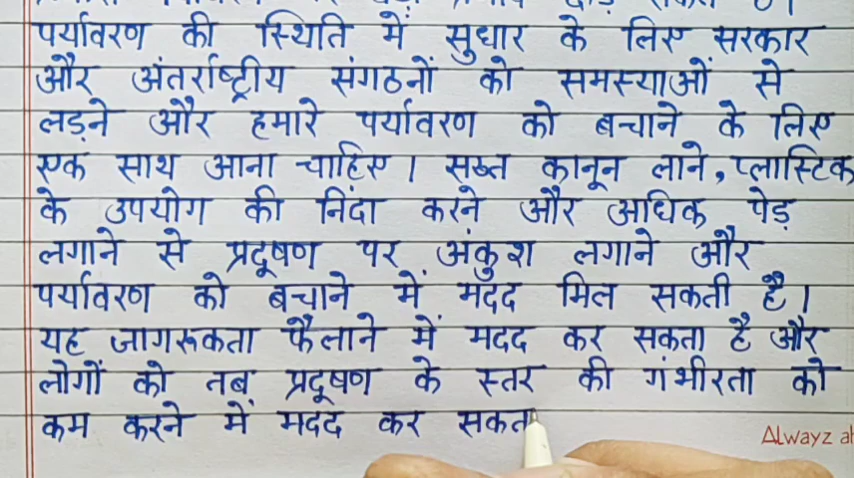 पर्यावरण की स्थिति में सुधार के लिए सरकार
और अंतर्राष्ट्रीय संगठनों को समस्याओं से
लड़ने और हमारे पर्यावरण को बचाने के लिए
एक साथ आना चाहिए। सख्त कानून लाने, प्लास्टिक
के उपयोग की निंदा करने और अधिक पेड़
लगाने से प्रदूषण पर अंकुश लगाने और
पर्यावरण को बचाने में मदद मिल सकती है।
यह जागरूकता फैलाने में मदद कर सकता है और
लोगों को तब प्रदूषण के स्तर की गंभीरता को
कम करने में मदद कर सकत
Alwayz a